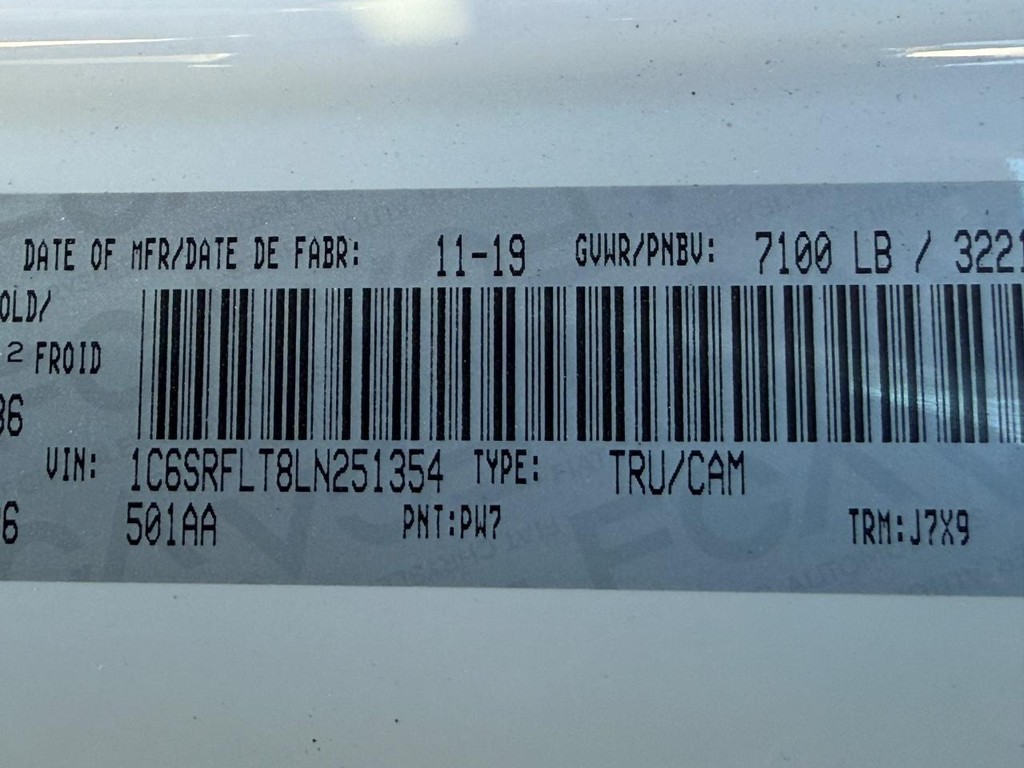 DATE OF MFR/DATE DE FABR: 11-19 GVWR/PNBV: 7100 LB / 3221
OLD/
2 FROID
36
VIN: 1C6SRFLT8LN251354 TYPE: TRU/CAM
6 501AA PNT:PW7 TRM:J7X9